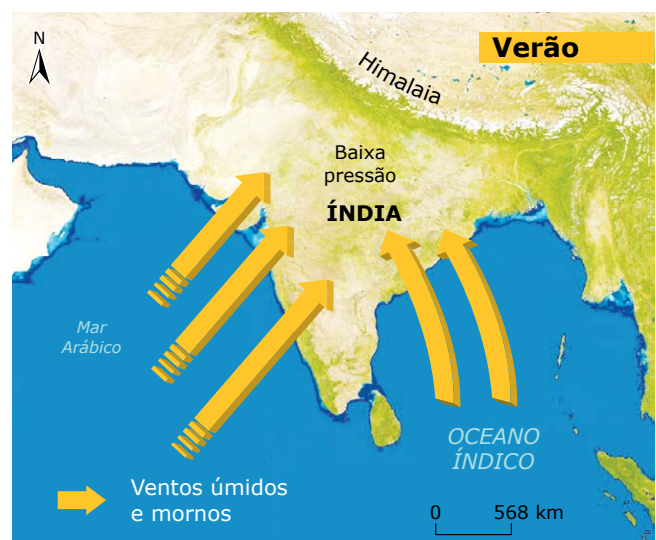 N
Verão
Himalaia
Baixa
pressão
ÍNDIA
Mar
Arábico
OCEANO
ÍNDICO
Ventos úmidos
e mornos
0 568 km